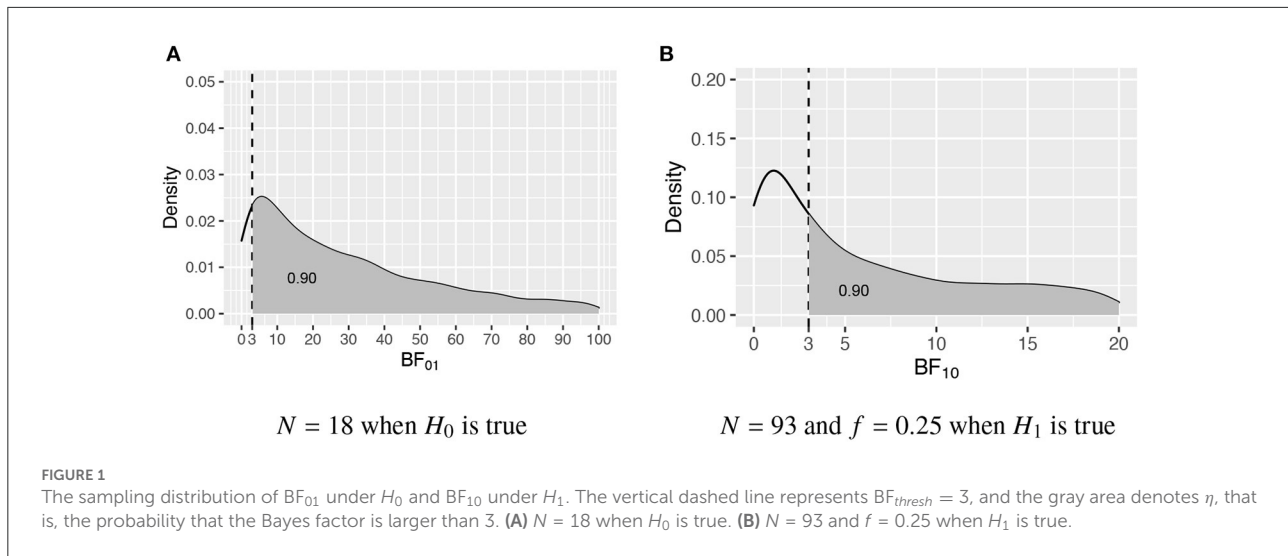 A
0.05
0.04
0.03
0.02
0.01
0.00
Density
0.90
0 3 10 20 30 40 50 60 70 80 90 100
BF₀₁
N = 18 when H₀ is true
B
0.20
0.15
0.10
0.05
0.00
Density
0.90
0 3 5 10 15 20
BF₁₀
N = 93 and f = 0.25 when H₁ is true
FIGURE 1
The sampling distribution of BF₀₁ under H₀ and BF₁₀ under H₁. The vertical dashed line represents BFthresh = 3, and the gray area denotes η, that
is, the probability that the Bayes factor is larger than 3. (A) N = 18 when H₀ is true. (B) N = 93 and f = 0.25 when H₁ is true.